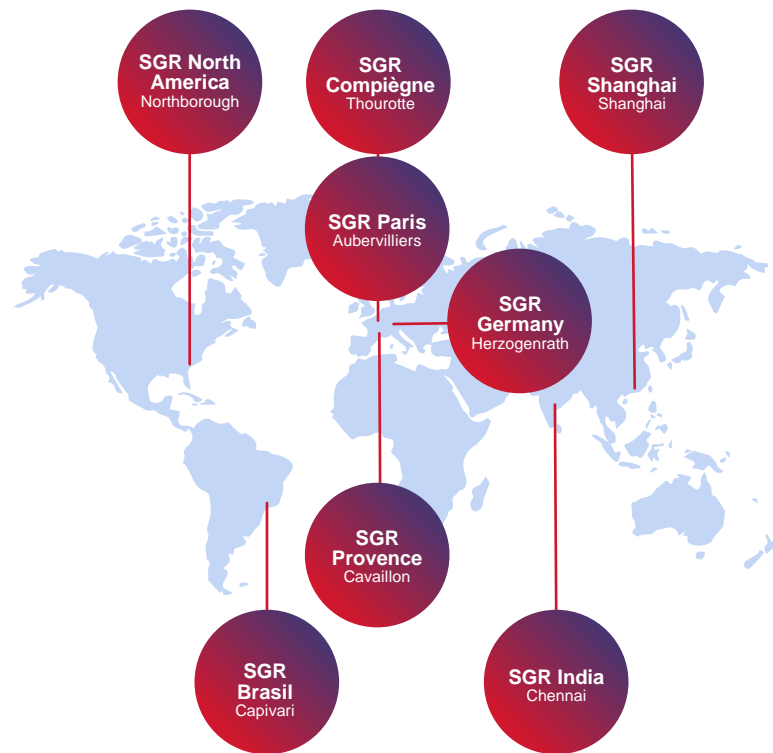 SGR North
America
Northborough
SGR
Compiègne
Thourotte
SGR
Shanghai
Shanghai
SGR Paris
Aubervilliers
SGR
Germany
Herzogenrath
SGR
Provence
Cavaillon
SGR
Brasil
Capivari
SGR India
Chennai